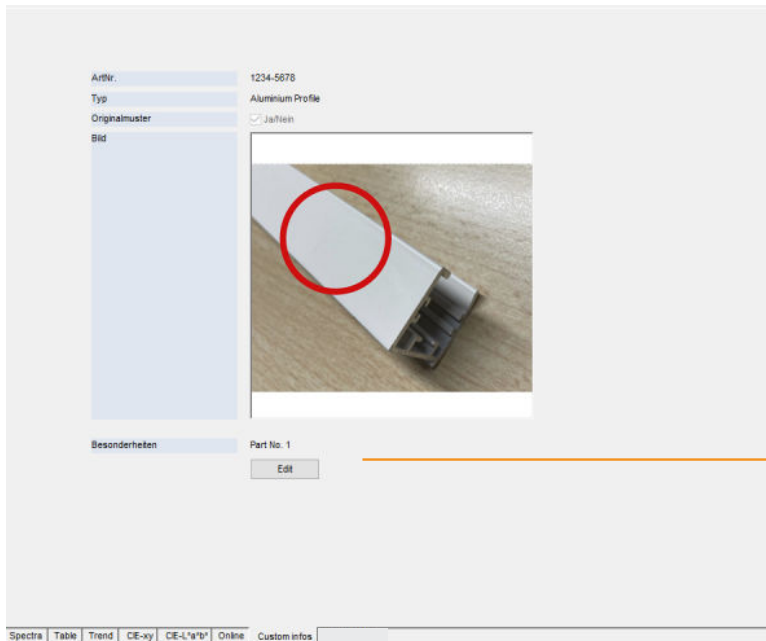 ArtNr. 1234-5678
Typ Aluminium Profile
Originalmuster Ja/Nein
Bild
Besonderheiten Part No. 1
Edit
Spectra Table Trend CIE-xy CIE-L*a*b* Online Custom infos